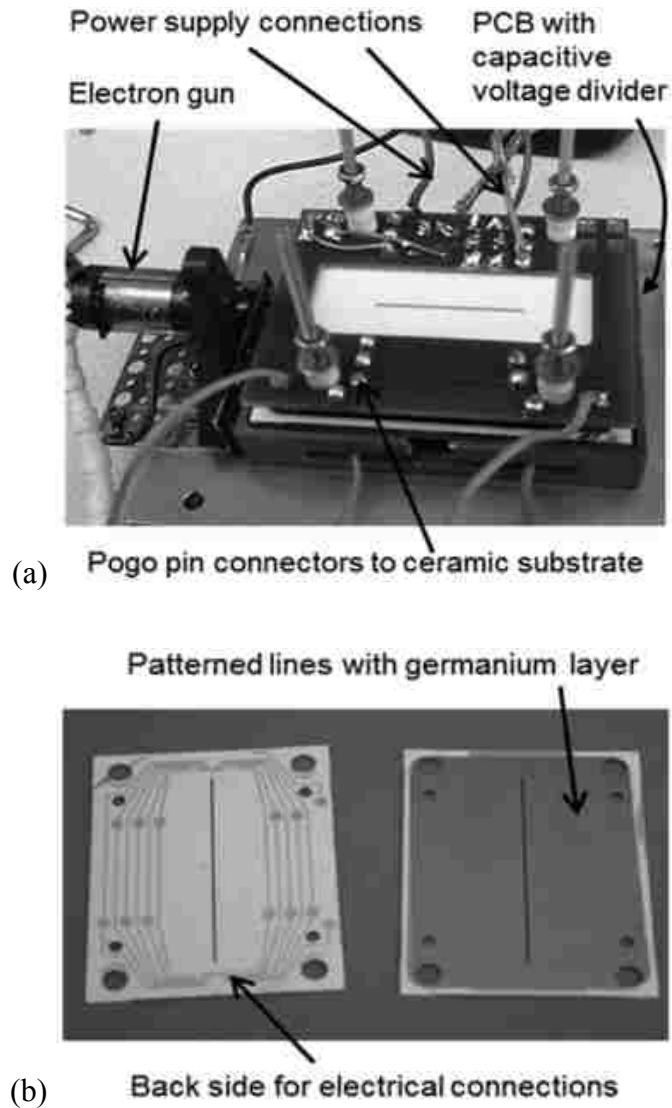 Power supply connections
PCB with
capacitive
voltage divider
Electron gun
(a)
Pogo pin connectors to ceramic substrate
Patterned lines with germanium layer
(b)
Back side for electrical connections